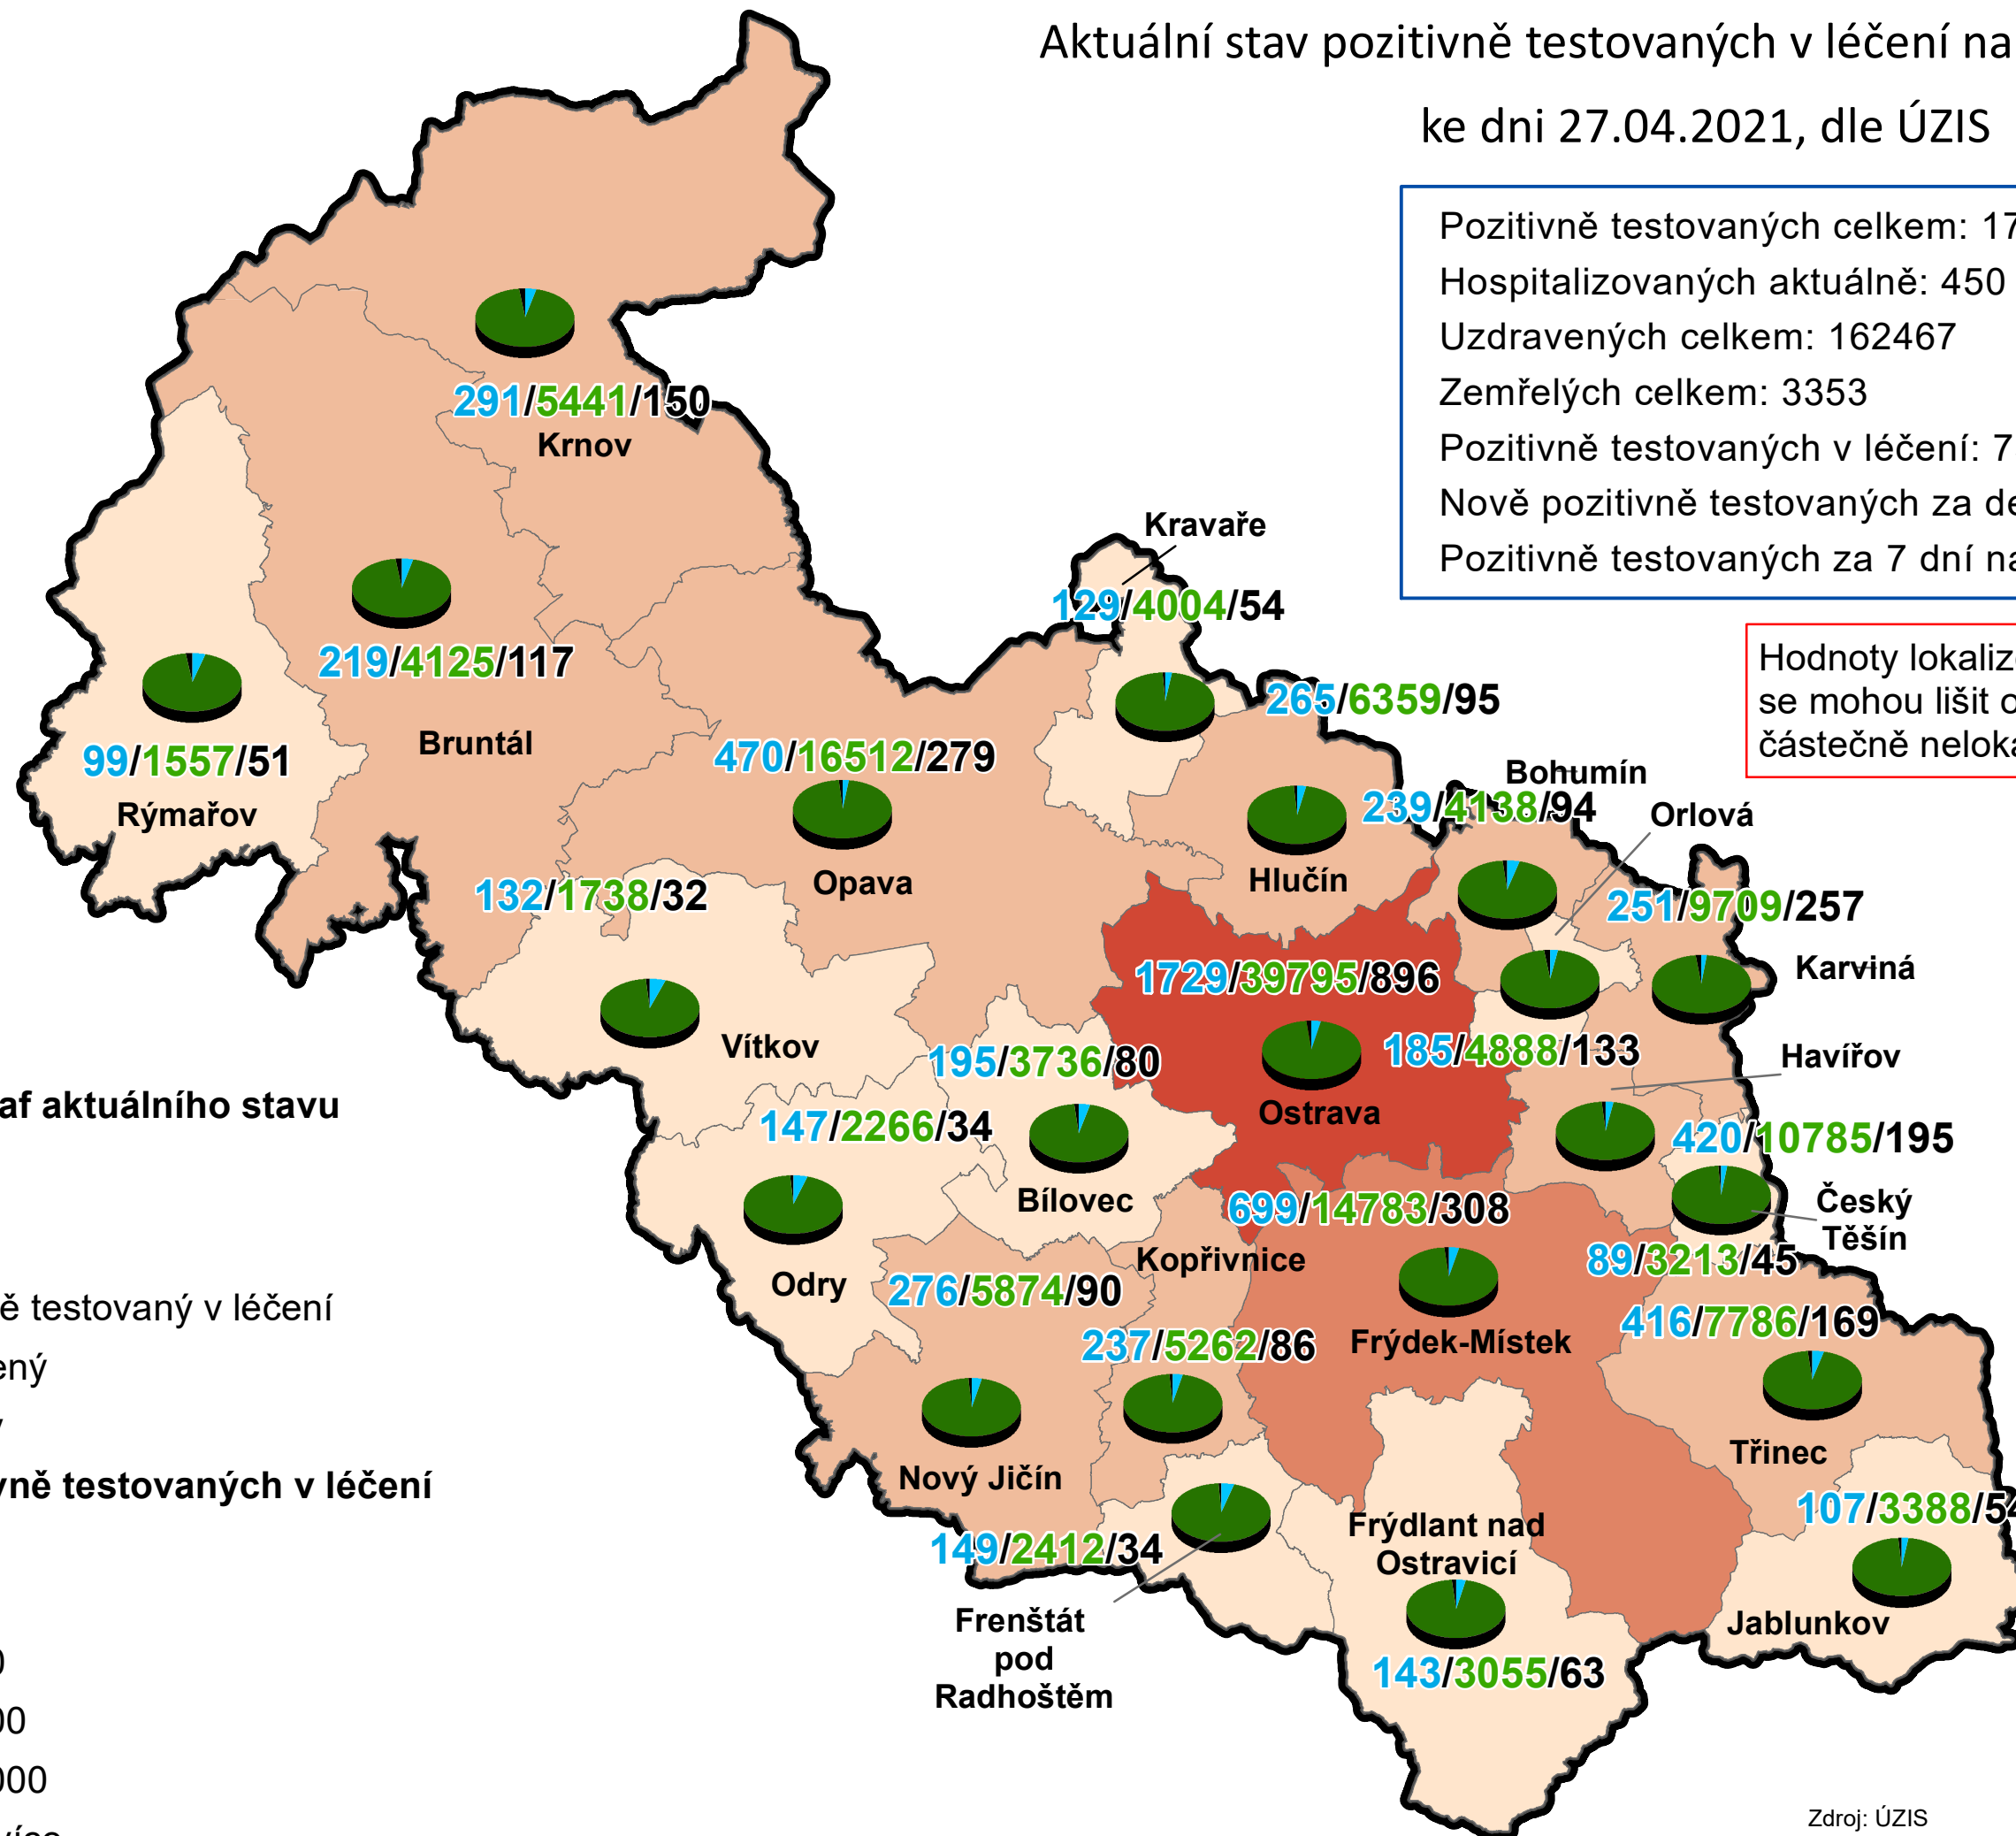 Aktuální stav pozitivně testovaných v léčení na
ke dni 27.04.2021, dle ÚZIS
Pozitivně testovaných celkem: 17
Hospitalizovaných aktuálně: 450
Uzdravených celkem: 162467
Zemřelých celkem: 3353
Pozitivně testovaných v léčení: 7
Nově pozitivně testovaných za de
Pozitivně testovaných za 7 dní na
Hodnoty lokaliz
se mohou lišit o
částečně neloka
291/5441/150
Krnov
Kravaře
129/4004/54
219/4125/117
Bruntál
99/1557/51
Rýmařov
265/6359/95
Hlučín
470/16512/279
Opava
Bohumín
239/4138/94
Orlová
132/1738/32
Vítkov
251/9709/257
Karviná
1729/39795/896
Ostrava
185/4888/133
Havířov
195/3736/80
Bílovec
147/2266/34
Odry
420/10785/195
Český
Těšín
89/3213/45
699/14783/308
Frýdek-Místek
Kopřivnice
237/5262/86
276/5874/90
Nový Jičín
416/7786/169
Třinec
107/3388/54
Jablunkov
149/2412/34
Frenštát
pod
Radhoštěm
Frýdlant nad
Ostravicí
143/3055/63
af aktuálního stavu
ě testovaný v léčení
ený
vně testovaných v léčení
0
00
000
Zdroj: ÚZIS